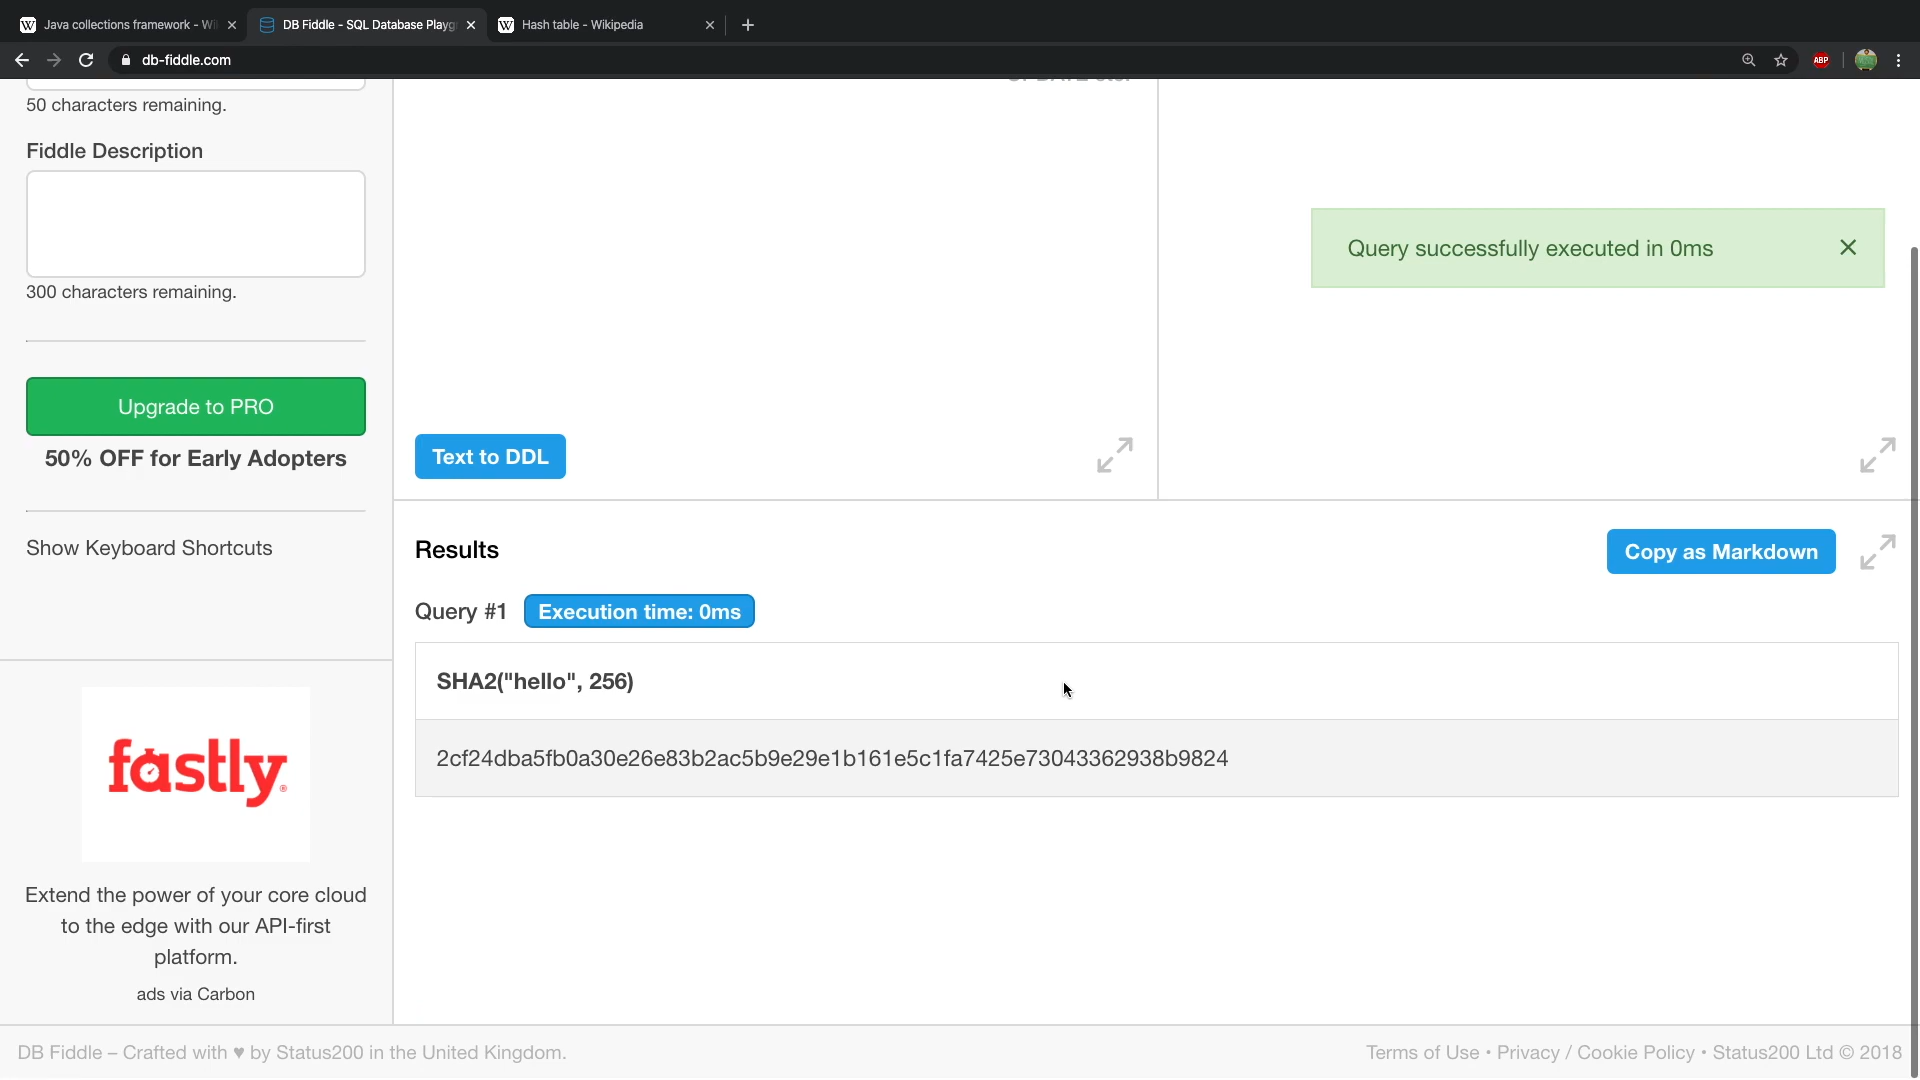 Java collections framework - Wi
DB Fiddle - SQL Database Playg
Hash table - Wikipedia
db-fiddle.com
ABP
50 characters remaining.
Fiddle Description
300 characters remaining.
Upgrade to PRO
50% OFF for Early Adopters
Show Keyboard Shortcuts
fastly
Extend the power of your core cloud
to the edge with our API-first
platform.
ads via Carbon
Query successfully executed in 0ms
Text to DDL
Results
Copy as Markdown
Query #1
Execution time: 0ms
SHA2("hello", 256)
2cf24dba5fb0a30e26e83b2ac5b9e29e1b161e5c1fa7425e73043362938b9824
DB Fiddle – Crafted with ♥ by Status200 in the United Kingdom.
Terms of Use • Privacy / Cookie Policy • Status200 Ltd © 2018